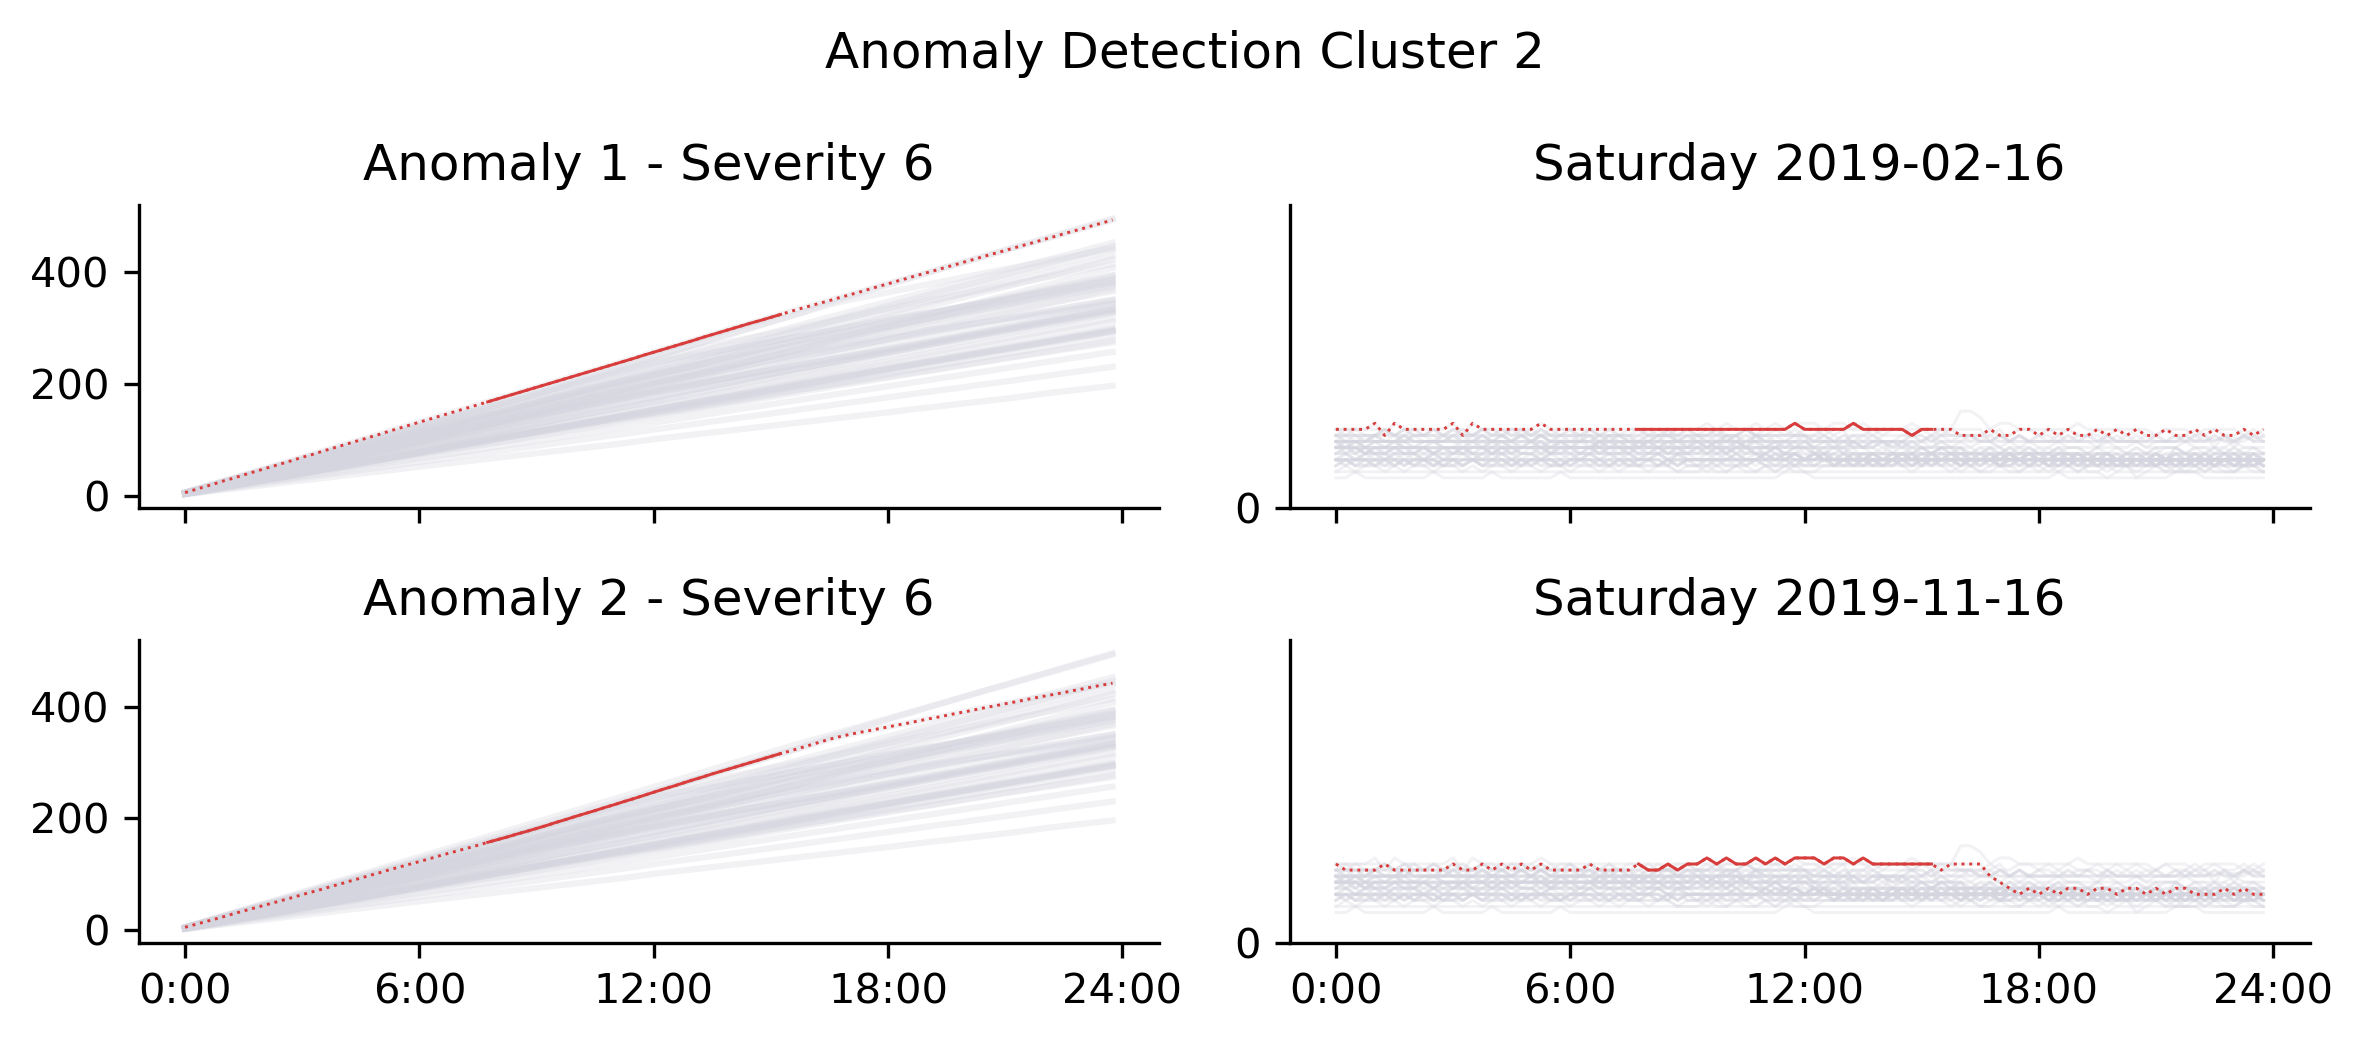 Anomaly Detection Cluster 2
Anomaly 1 - Severity 6
Saturday 2019-02-16
400
200
0
0
Anomaly 2 - Severity 6
Saturday 2019-11-16
400
200
0
0
0:00 6:00 12:00 18:00 24:00
0:00 6:00 12:00 18:00 24:00